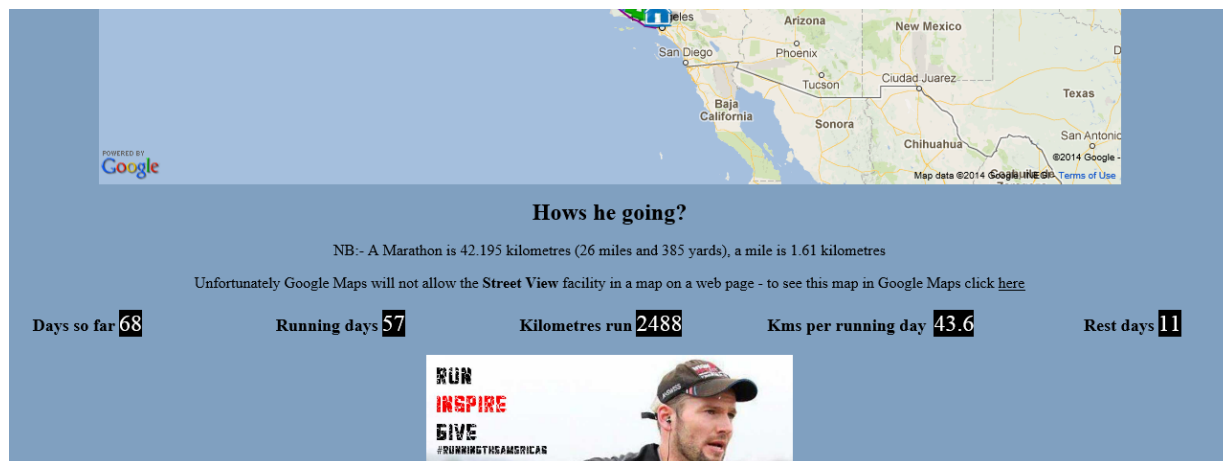 eles
Arizona
New Mexico
San Diego
Phoenix
Tucson
Ciudad Juarez
Texas
Baja
California
Sonora
Chihuahua
San Antonic
POWERED BY
Google
©2014 Google -
Map data ©2014 Google, INEGI - Terms of Use
Coahuila de
Hows he going?
NB:- A Marathon is 42.195 kilometres (26 miles and 385 yards), a mile is 1.61 kilometres
Unfortunately Google Maps will not allow the Street View facility in a map on a web page - to see this map in Google Maps click here
Days so far 68 Running days 57 Kilometres run 2488 Kms per running day 43.6 Rest days 11
RUN
INSPIRE
GIVE
#RUNNINGTHEAMERICAS